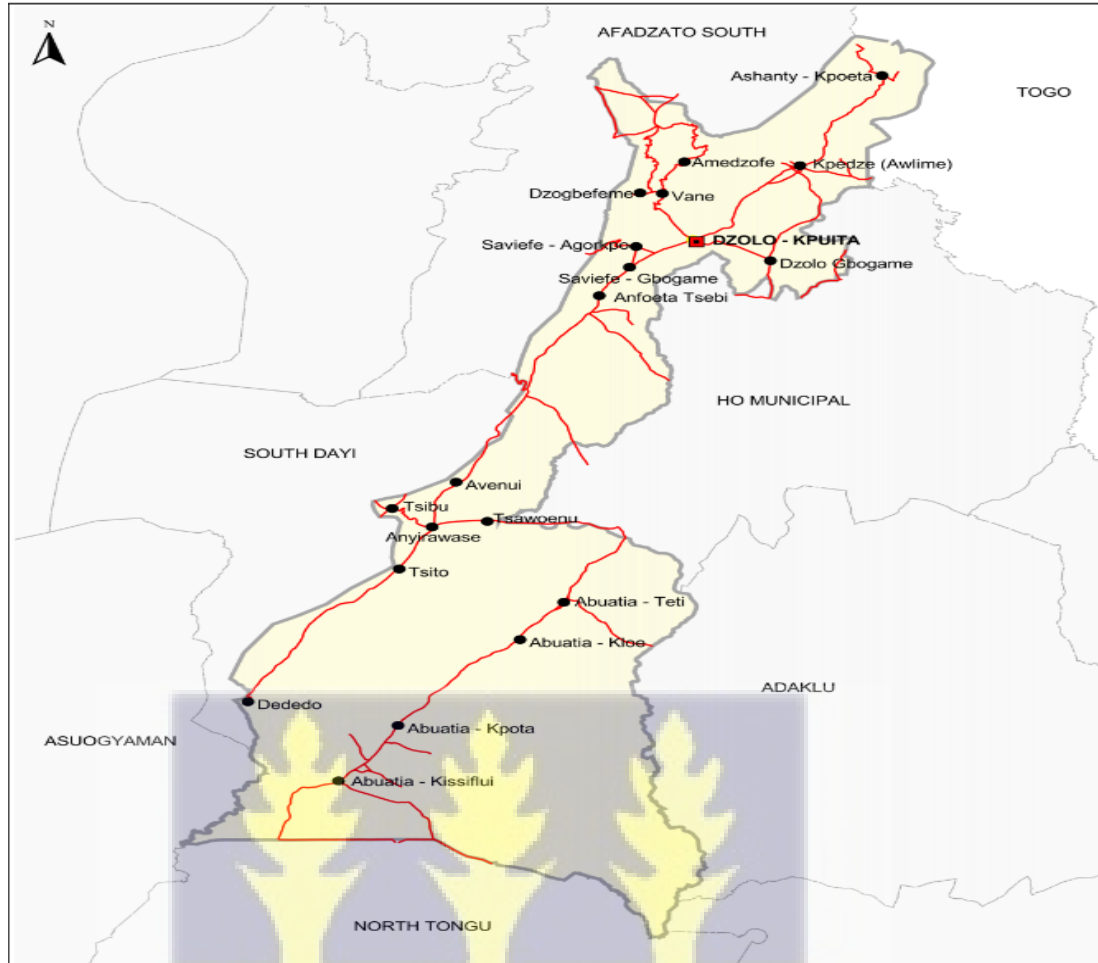 N
AFADZATO SOUTH
Ashanty - Kpoeta
TOGO
Amedzofe
Kpedze (Awlime)
Dzogbefeme
Vane
DZOLO - KPUITA
Saviefe - Agorkpo
Dzolo Gbogame
Saviefe - Gbogame
Anfoeta Tsebi
HO MUNICIPAL
SOUTH DAYI
Avenui
Tsibu
Tsawoenu
Anyirawase
Tsito
Abuatia - Teti
Abuatia - Kloe
ADAKLU
Dededo
Abuatia - Kpota
ASUOGYAMAN
Abuatia - Kissiflui
NORTH TONGU